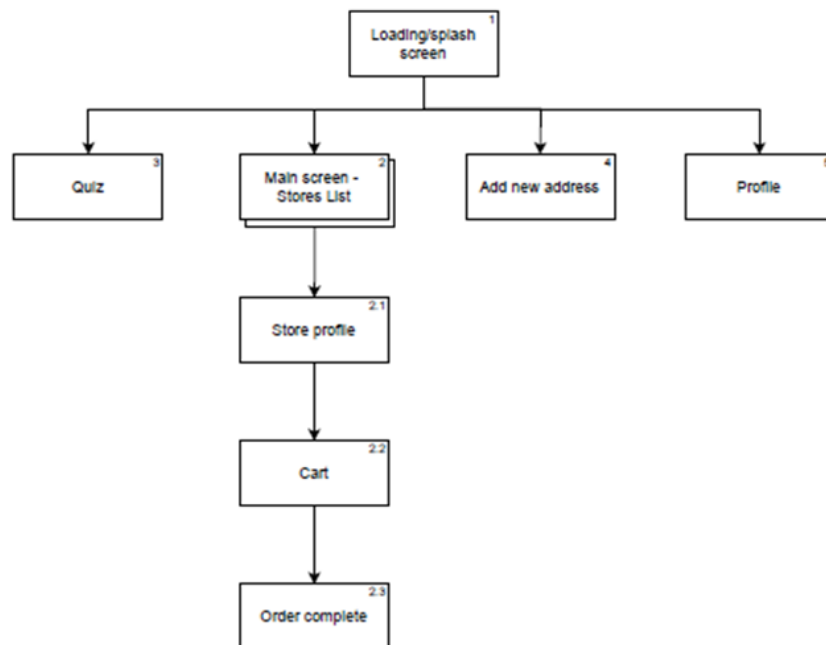 1
Loading/splash
screen
3
Quiz
2
Main screen -
Stores List
4
Add new address
5
Profile
2.1
Store profile
2.2
Cart
2.3
Order complete